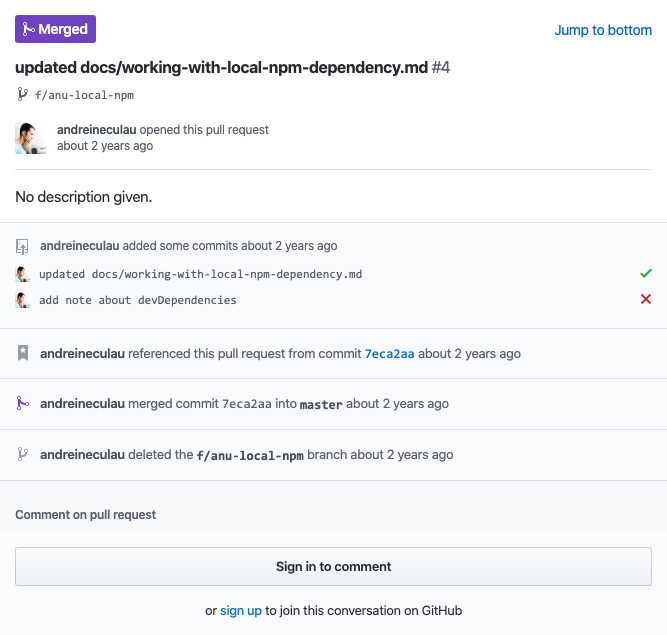 Merged
Jump to bottom
updated docs/working-with-local-npm-dependency.md #4
f/anu-local-npm
andreineculau opened this pull request
about 2 years ago
No description given.
andreineculau added some commits about 2 years ago
updated docs/working-with-local-npm-dependency.md
add note about devDependencies
andreineculau referenced this pull request from commit 7eca2aa about 2 years ago
andreineculau merged commit 7eca2aa into master about 2 years ago
andreineculau deleted the f/anu-local-npm branch about 2 years ago
Comment on pull request
Sign in to comment
or sign up to join this conversation on GitHub